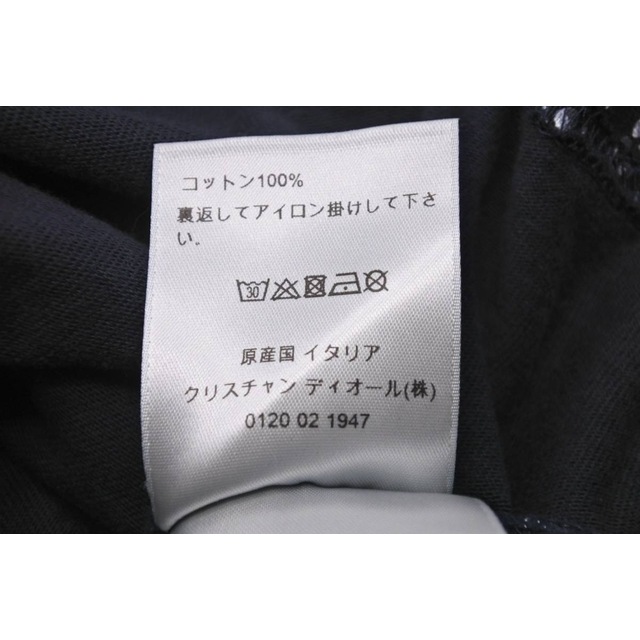 コットン100%
裏返してアイロン掛けして下さ
い。
30
原産国 イタリア
クリスチャン ディオール(株)
0120 02 1947